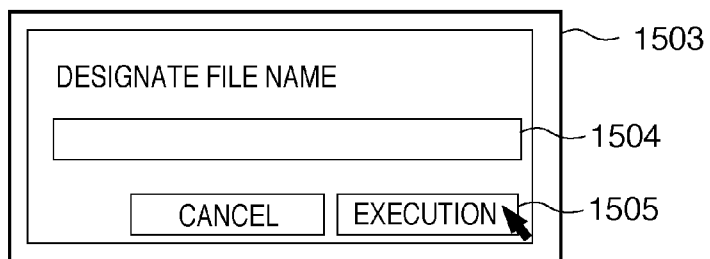 1503
DESIGNATE FILE NAME
1504
CANCEL EXECUTION 1505